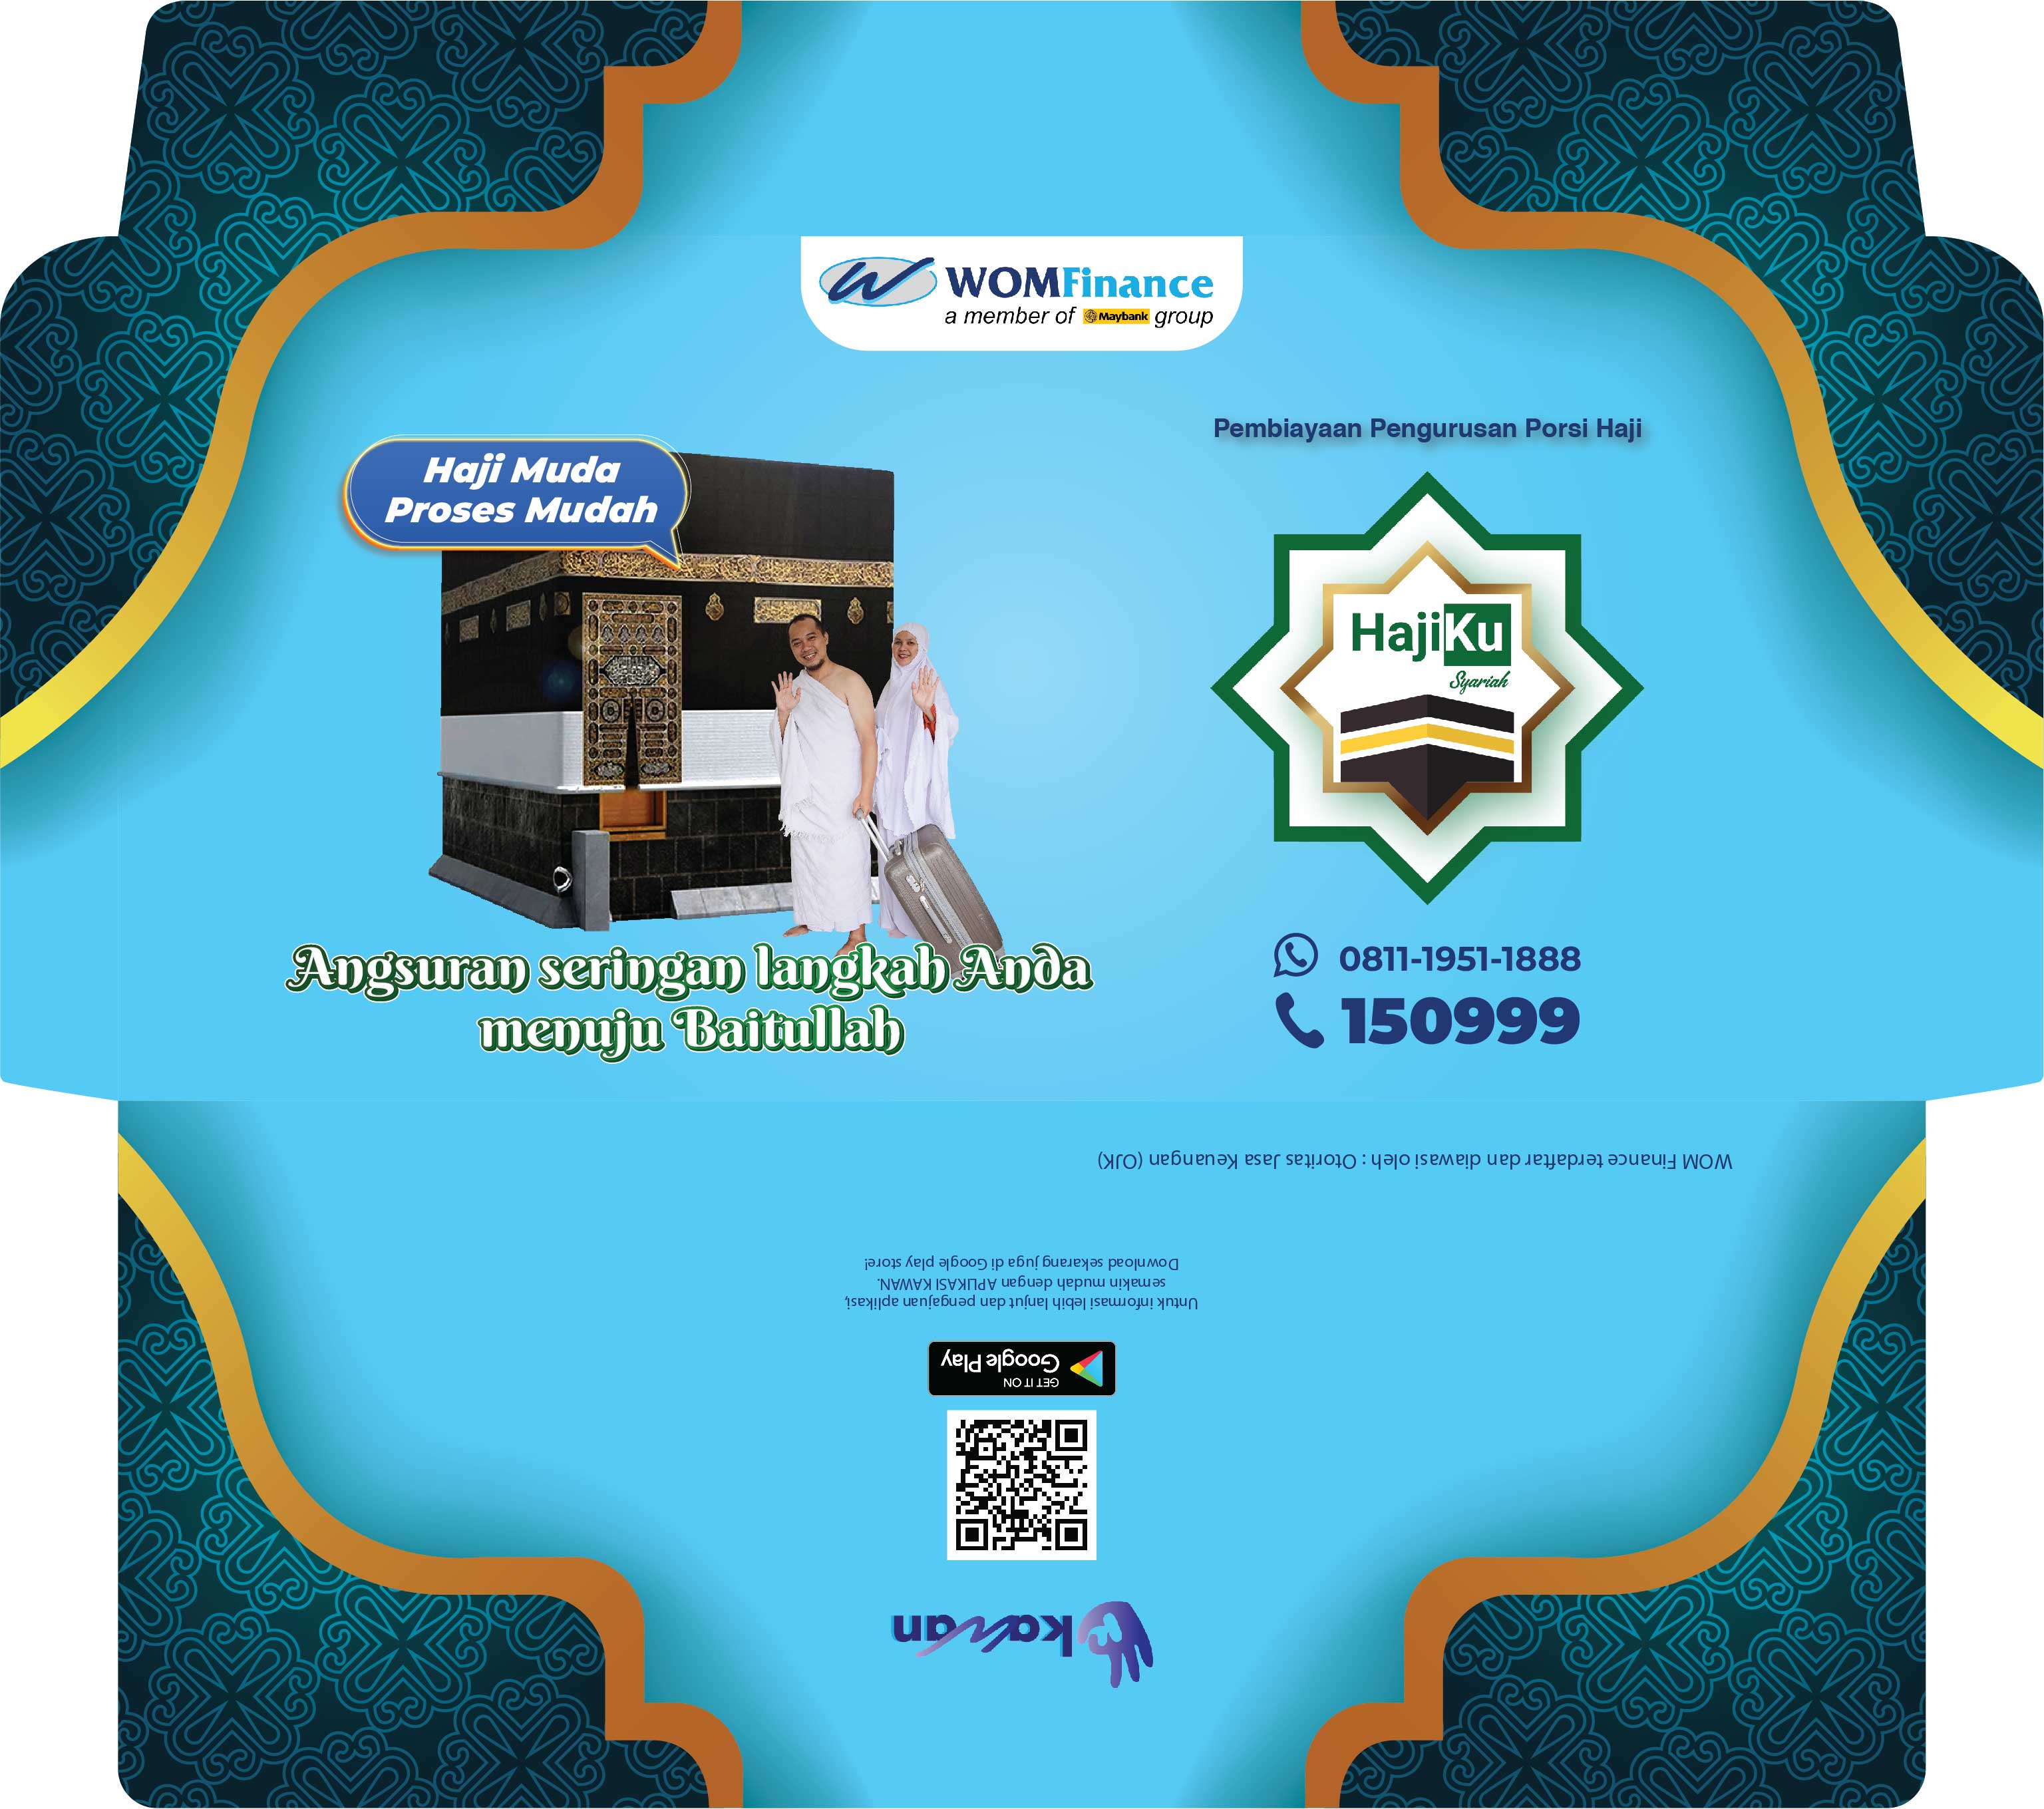 WOMFinance
a member of Maybank group
Pembiayaan Pengurusan Porsi Haji
Haji Muda
Proses Mudah
HajiKu
Syariah
Angsuran seringan langkah Anda
menuju Baitullah
0811-1951-1888
150999
kawan
GET IT ON
Google Play
Untuk informasi lebih lanjut dan pengajuan aplikasi,
semakin mudah dengan APLIKASI KAWAN.
Download sekarang juga di Google play store!
WOM Finance terdaftar dan diawasi oleh : Otoritas Jasa Keuangan (OJK)